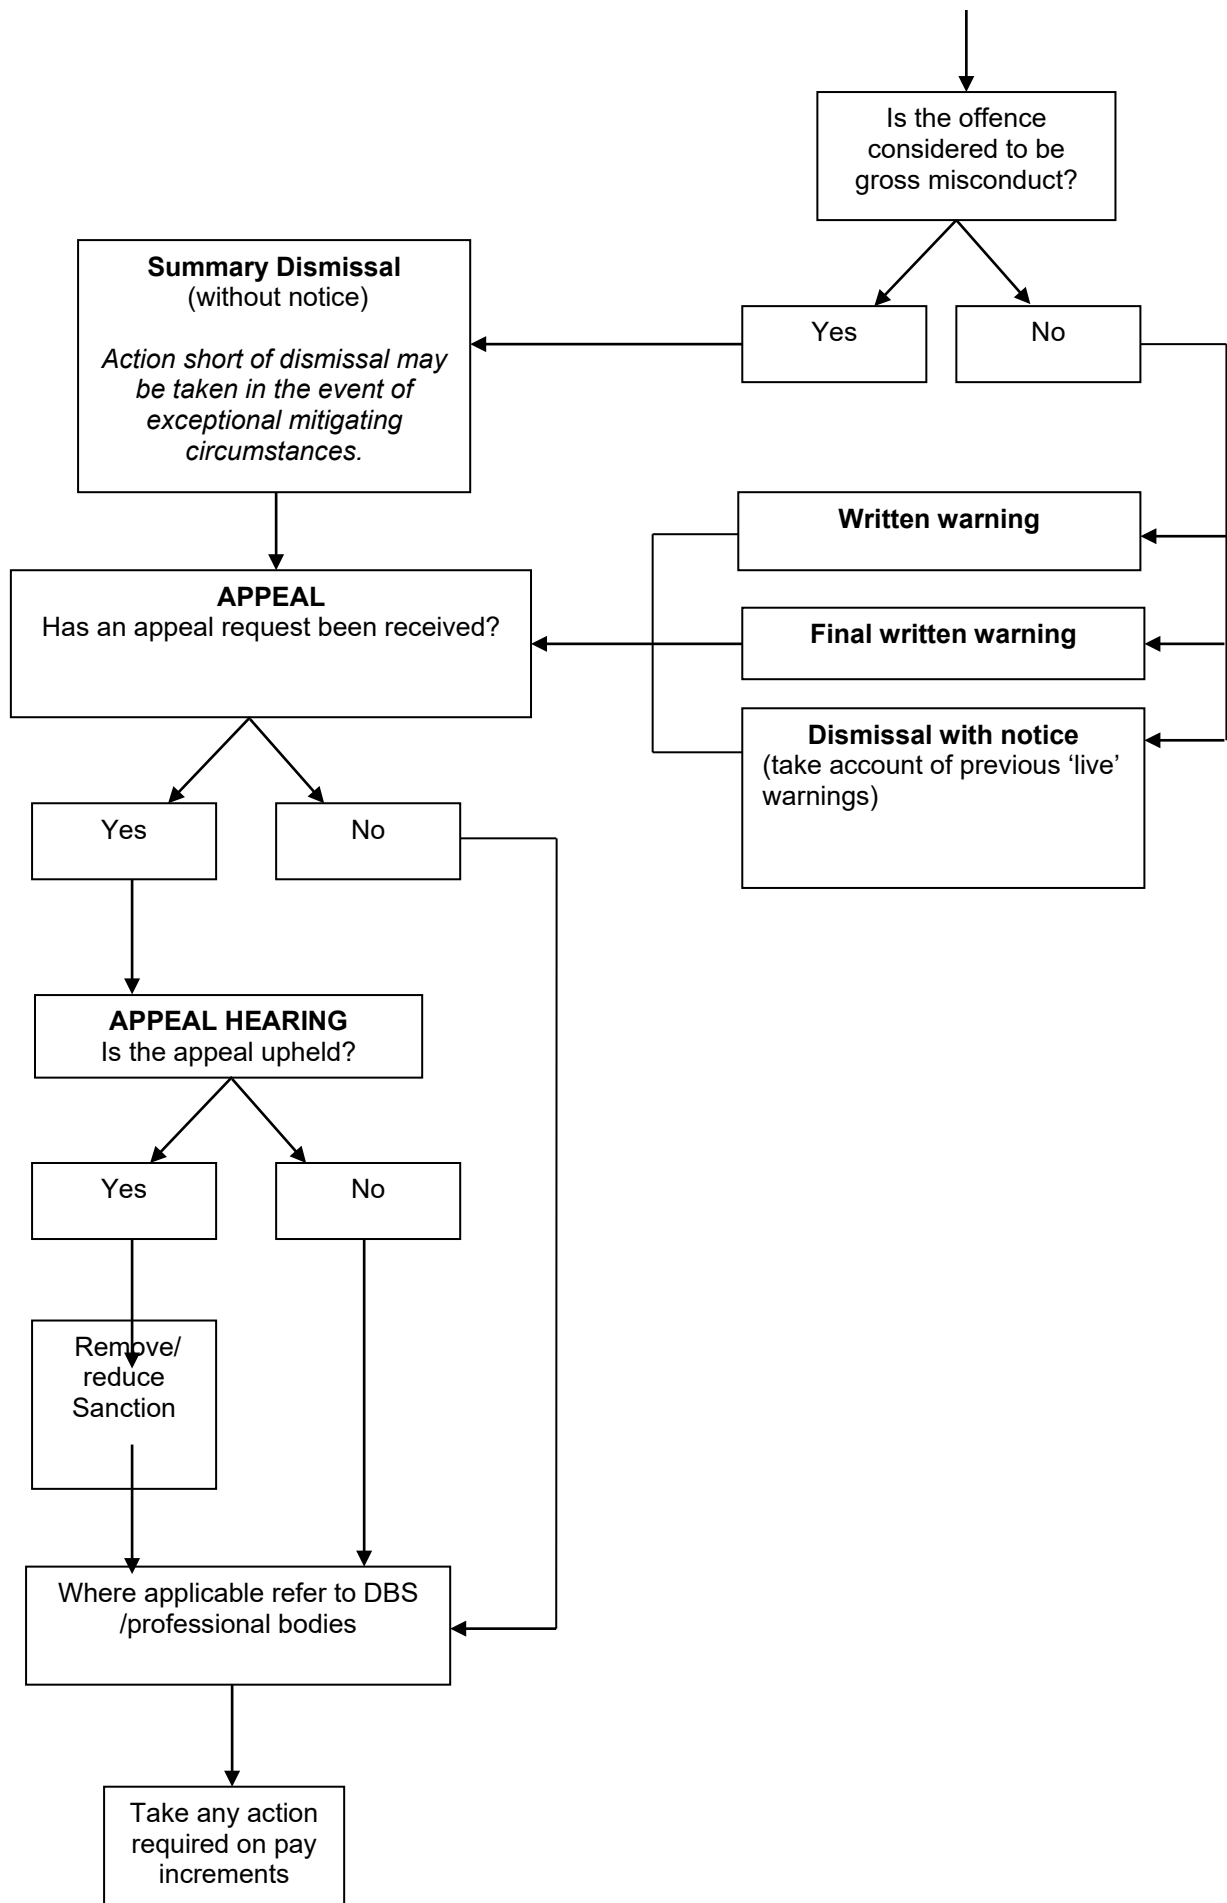 Is the offence
considered to be
gross misconduct?
Summary Dismissal
(without notice)
Action short of dismissal may
be taken in the event of
exceptional mitigating
circumstances.
Yes
No
Written warning
APPEAL
Has an appeal request been received?
Final written warning
Dismissal with notice
(take account of previous ‘live’
warnings)
Yes
No
APPEAL HEARING
Is the appeal upheld?
Yes
No
Remove/
reduce
Sanction
Where applicable refer to DBS
/professional bodies
Take any action
required on pay
increments